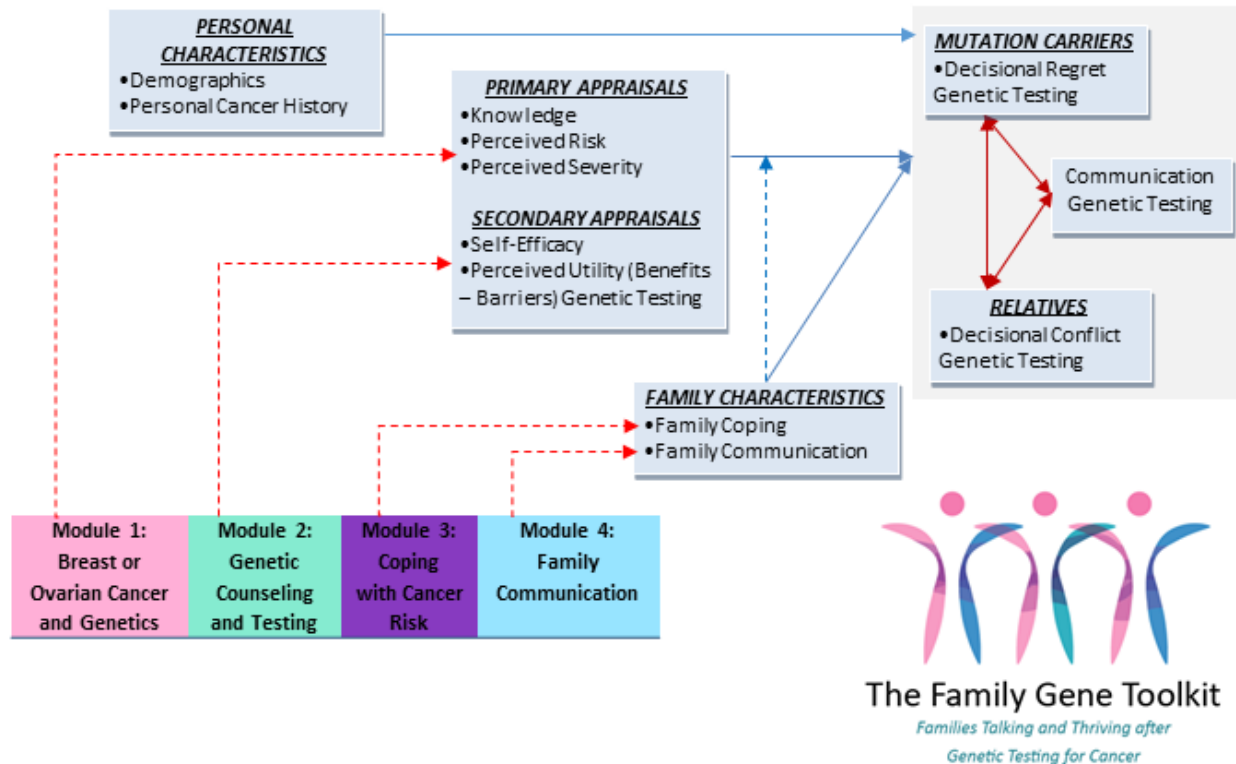 PERSONAL
CHARACTERISTICS
•Demographics
•Personal Cancer History
PRIMARY APPRAISALS
•Knowledge
•Perceived Risk
•Perceived Severity
SECONDARY APPRAISALS
•Self-Efficacy
•Perceived Utility (Benefits
– Barriers) Genetic Testing
MUTATION CARRIERS
•Decisional Regret
Genetic Testing
Communication
Genetic Testing
RELATIVES
•Decisional Conflict
Genetic Testing
FAMILY CHARACTERISTICS
•Family Coping
•Family Communication
Module 1:
Breast or
Ovarian Cancer
and Genetics
Module 2:
Genetic
Counseling
and Testing
Module 3:
Coping
with Cancer
Risk
Module 4:
Family
Communication
The Family Gene Toolkit
Families Talking and Thriving after
Genetic Testing for Cancer